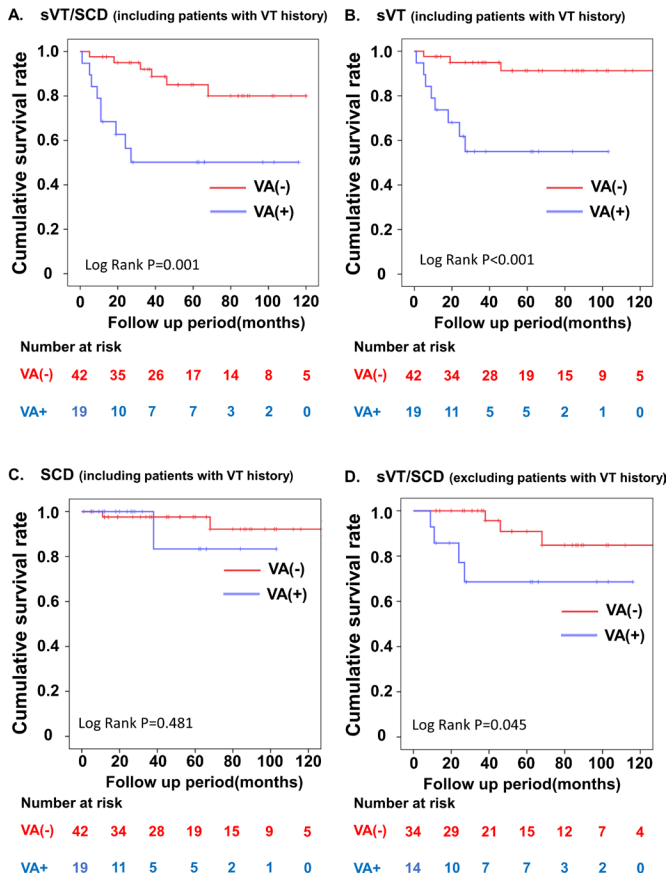 A. sVT/SCD (including patients with VT history)
Cumulative survival rate
1.0
0.8
0.6
0.4
0.2
0
VA(-)
VA(+)
Log Rank P=0.001
0 20 40 60 80 100 120
Follow up period(months)
Number at risk
VA(-) 42 35 26 17 14 8 5
VA+ 19 10 7 7 3 2 0
B. sVT (including patients with VT history)
Cumulative survival rate
1.0
0.8
0.6
0.4
0.2
0
VA(-)
VA(+)
Log Rank P<0.001
0 20 40 60 80 100 120
Follow up period(months)
Number at risk
VA(-) 42 34 28 19 15 9 5
VA+ 19 11 5 5 2 1 0
C. SCD (including patients with VT history)
Cumulative survival rate
1.0
0.8
0.6
0.4
0.2
0
VA(-)
VA(+)
Log Rank P=0.481
0 20 40 60 80 100 120
Follow up period(months)
Number at risk
VA(-) 42 34 28 19 15 9 5
VA+ 19 11 5 5 2 1 0
D. sVT/SCD (excluding patients with VT history)
Cumulative survival rate
1.0
0.8
0.6
0.4
0.2
0
VA(-)
VA(+)
Log Rank P=0.045
0 20 40 60 80 100 120
Follow up period(months)
Number at risk
VA(-) 34 29 21 15 12 7 4
VA+ 14 10 7 7 3 2 0